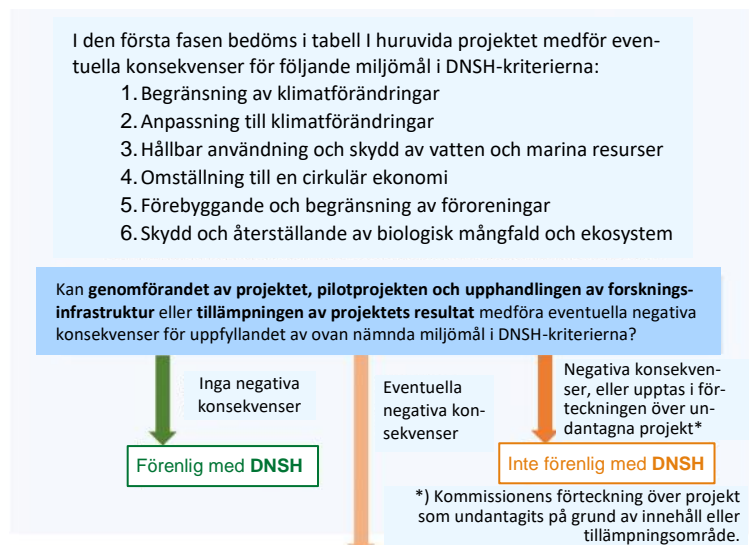 I den första fasen bedöms i tabell I huruvida projektet medför even-
tuella konsekvenser för följande miljömål i DNSH-kriterierna:
1. Begränsning av klimatförändringar
2. Anpassning till klimatförändringar
3. Hållbar användning och skydd av vatten och marina resurser
4. Omställning till en cirkulär ekonomi
5. Förebyggande och begränsning av föroreningar
6. Skydd och återställande av biologisk mångfald och ekosystem
Kan genomförandet av projektet, pilotprojekten och upphandlingen av forsknings-
infrastruktur eller tillämpningen av projektets resultat medföra eventuella negativa
konsekvenser för uppfyllandet av ovan nämnda miljömål i DNSH-kriterierna?
Inga negativa
konsekvenser
Eventuella
negativa kon-
sekvenser
Negativa konsekven-
ser, eller upptas i för-
teckningen över un-
dantagna projekt*
Förenlig med DNSH
Inte förenlig med DNSH
*) Kommissionens förteckning över projekt
som undantagits på grund av innehåll eller
tillämpningsområde.